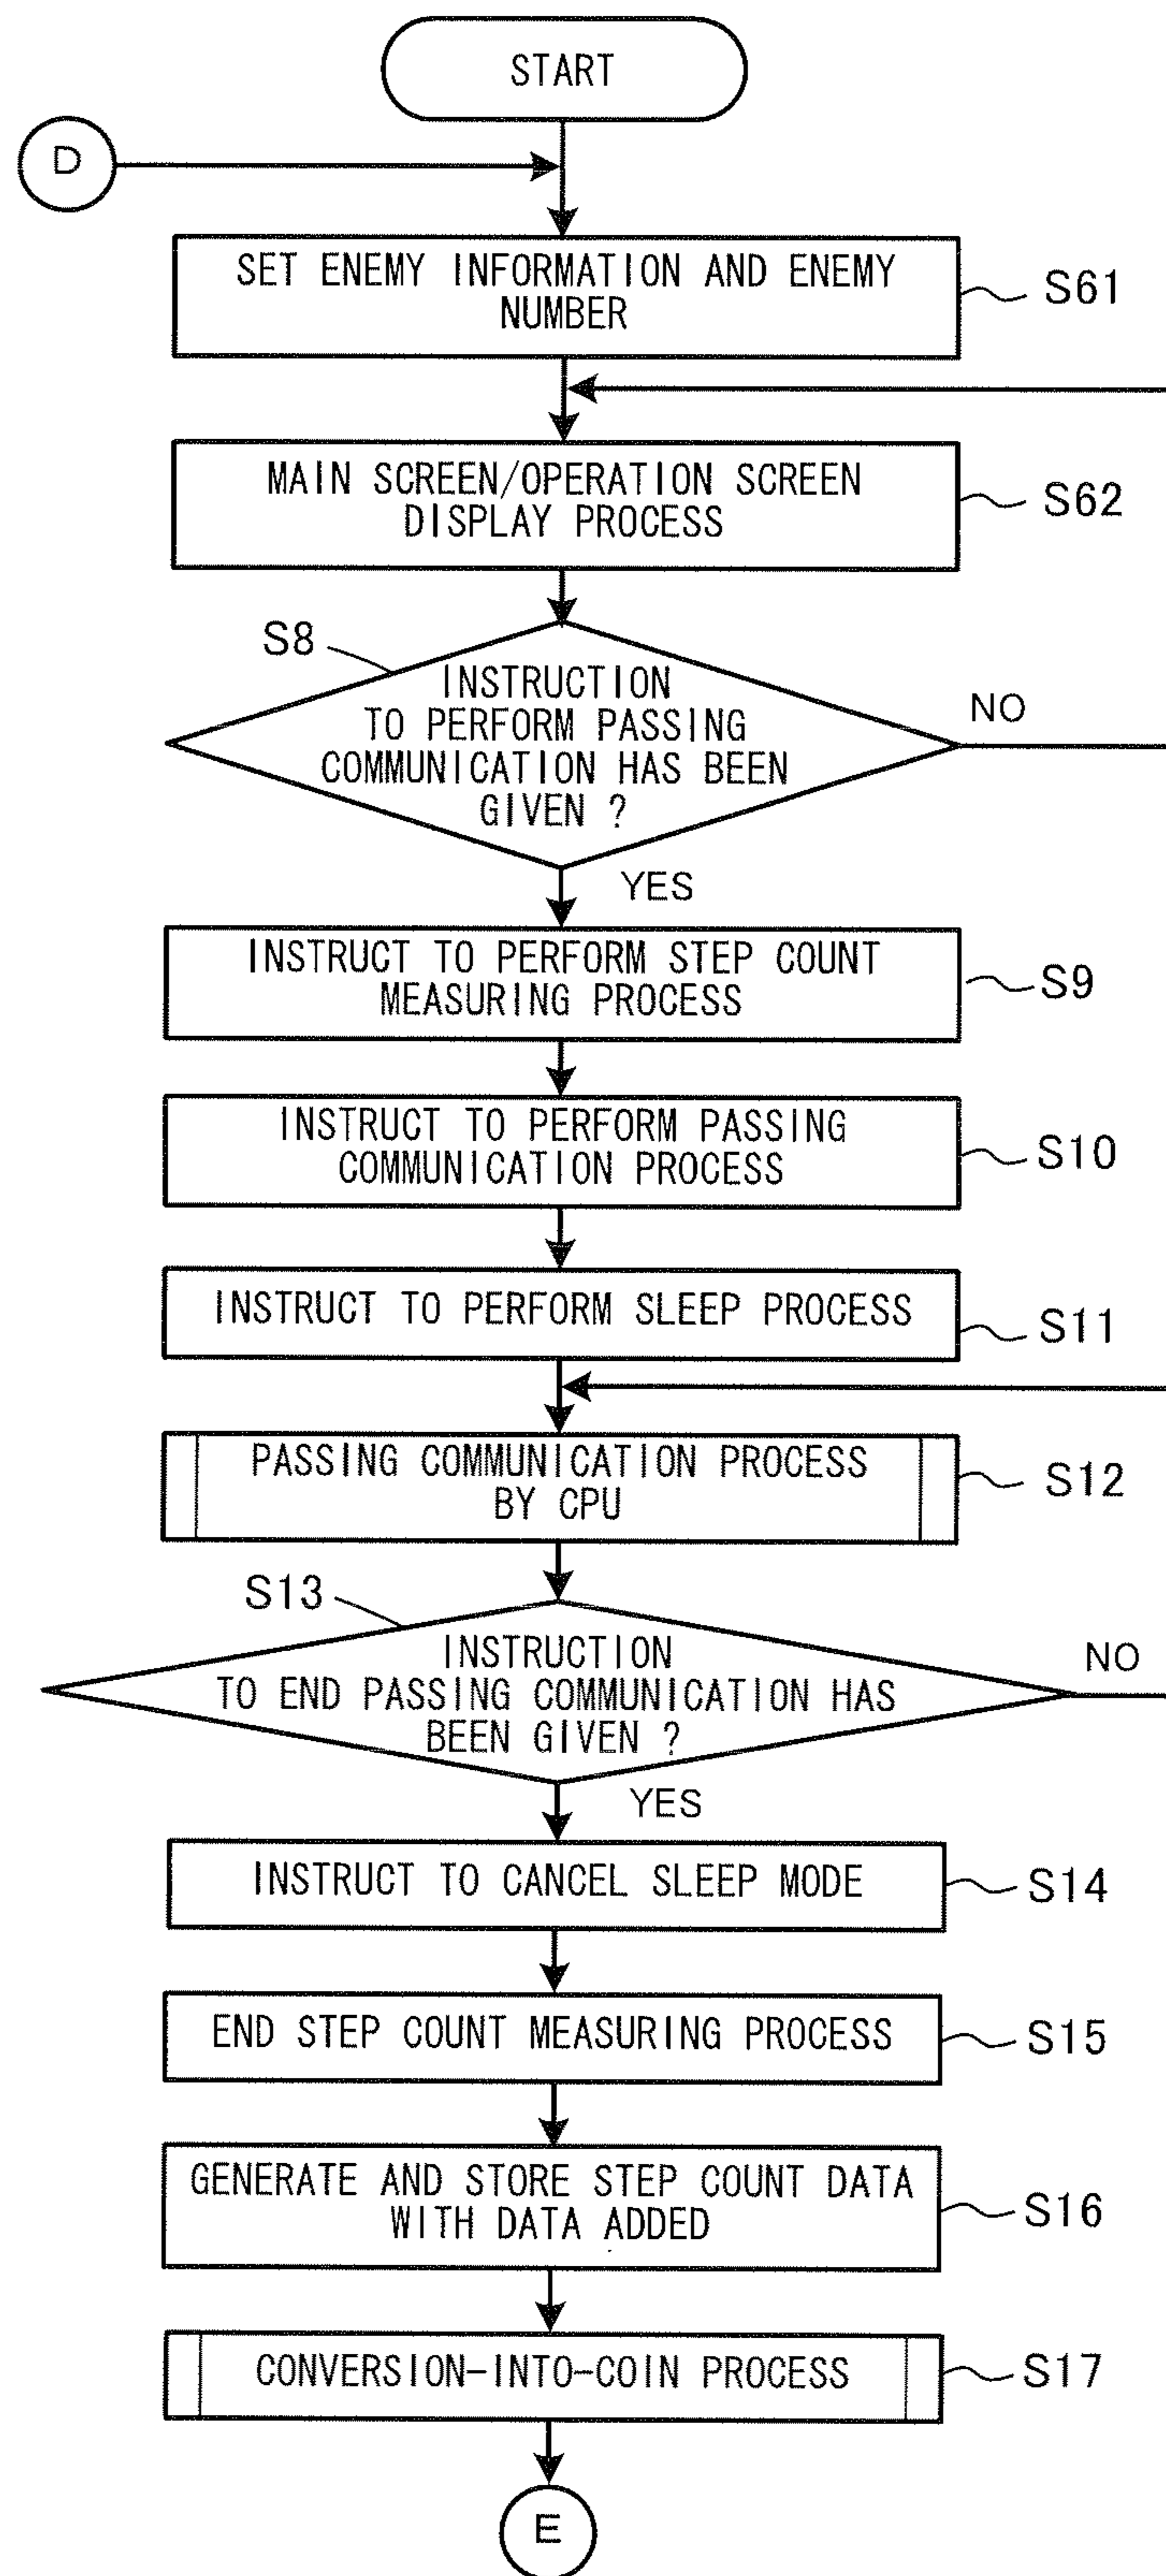 START
D
SET ENEMY INFORMATION AND ENEMY
NUMBER
S61
MAIN SCREEN/OPERATION SCREEN
DISPLAY PROCESS
S62
S8
INSTRUCTION
TO PERFORM PASSING
COMMUNICATION HAS BEEN
GIVEN ?
NO
YES
INSTRUCT TO PERFORM STEP COUNT
MEASURING PROCESS
S9
INSTRUCT TO PERFORM PASSING
COMMUNICATION PROCESS
S10
INSTRUCT TO PERFORM SLEEP PROCESS
S11
PASSING COMMUNICATION PROCESS
BY CPU
S12
S13
INSTRUCTION
TO END PASSING COMMUNICATION HAS
BEEN GIVEN ?
NO
YES
INSTRUCT TO CANCEL SLEEP MODE
S14
END STEP COUNT MEASURING PROCESS
S15
GENERATE AND STORE STEP COUNT DATA
WITH DATA ADDED
S16
CONVERSION-INTO-COIN PROCESS
S17
E